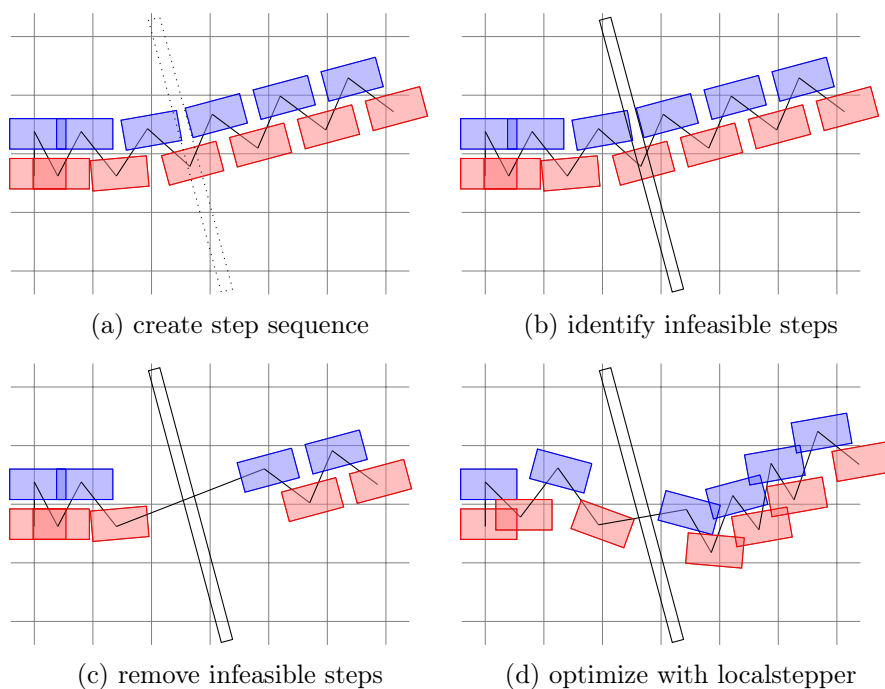 (a) create step sequence
(b) identify infeasible steps
(c) remove infeasible steps
(d) optimize with localstepper